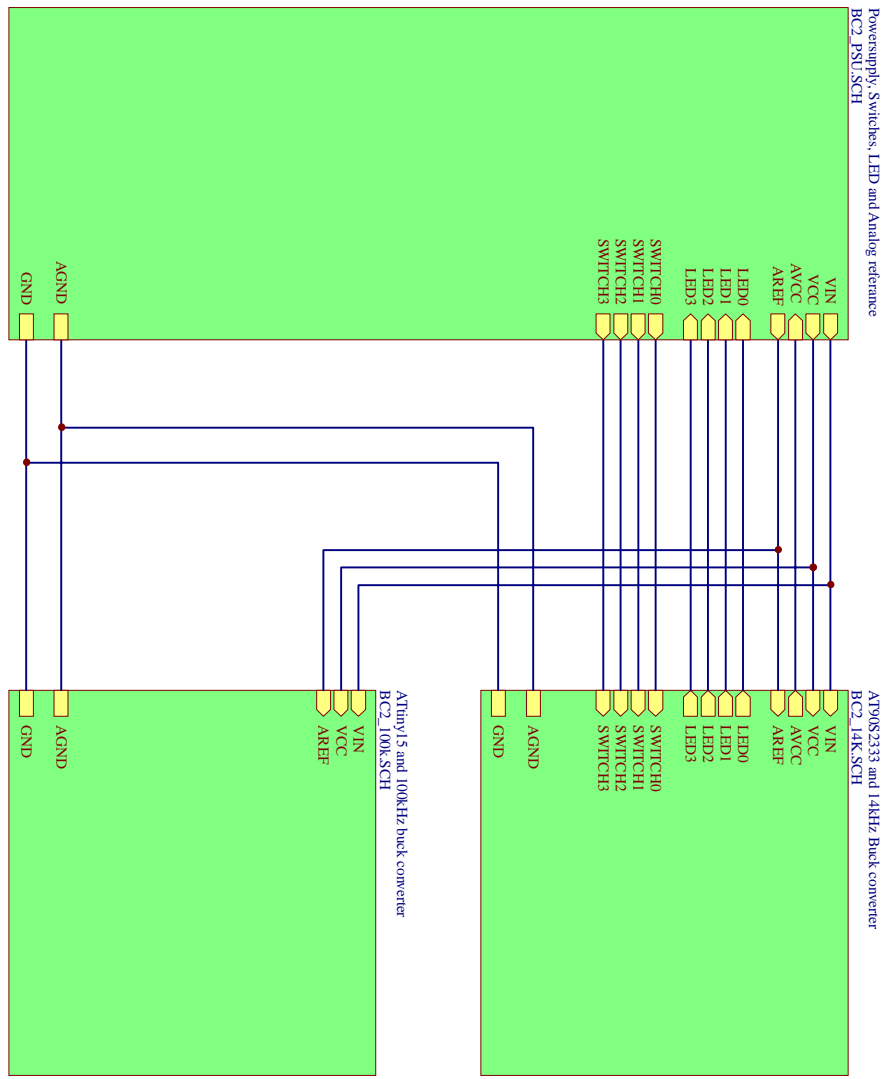 Powersupply, Switches, LED and Analog referance
BC2_PSU.SCH
VIN
VCC
AVCC
AREF
LED0
LED1
LED2
LED3
SWITCH0
SWITCH1
SWITCH2
SWITCH3
AGND
GND
AT90S2333 and 14kHz Buck converter
BC2_14K.SCH
VIN
VCC
AVCC
AREF
LED0
LED1
LED2
LED3
SWITCH0
SWITCH1
SWITCH2
SWITCH3
AGND
GND
ATtiny15 and 100kHz buck converter
BC2_100k.SCH
VIN
VCC
AREF
AGND
GND